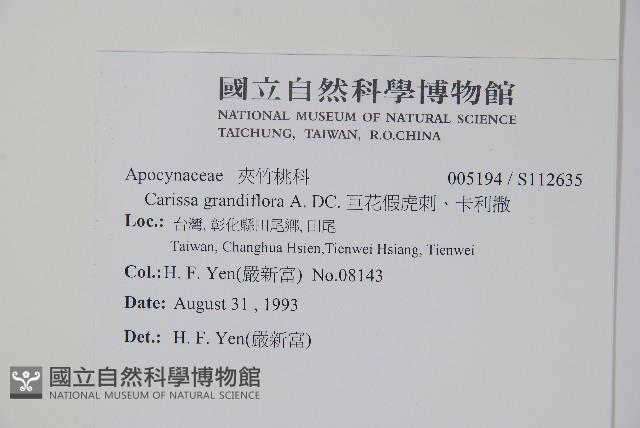 國立自然科學博物館
NATIONAL MUSEUM OF NATURAL SCIENCE
TAICHUNG, TAIWAN, R.O.CHINA
Apocynaceae 夾竹桃科 005194 / S112635
Carissa grandiflora A. DC. 巨花假虎刺、卡利撒
Loc.: 台灣, 彰化縣田尾鄉, 田尾
Taiwan, Changhua Hsien,Tienwei Hsiang, Tienwei
Col.:H. F. Yen(嚴新富) No.08143
Date: August 31 , 1993
Det.: H. F. Yen(嚴新富)
國立自然科學博物館
NATIONAL MUSEUM OF NATURAL SCIENCE